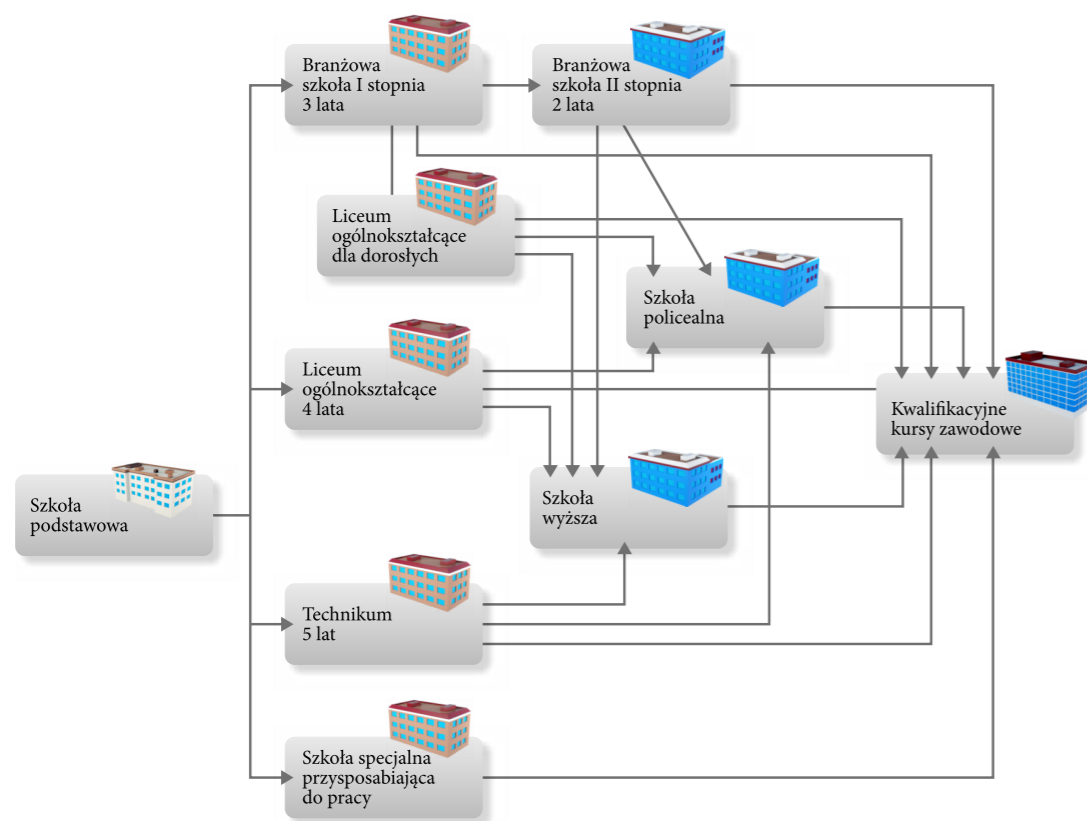 Branżowa
szkoła I stopnia
3 lata
Branżowa
szkoła II stopnia
2 lata
Liceum
ogólnokształcące
dla dorosłych
Szkoła
policealna
Liceum
ogólnokształcące
4 lata
Kwalifikacyjne
kursy zawodowe
Szkoła
podstawowa
Szkoła
wyższa
Technikum
5 lat
Szkoła specjalna
przysposabiająca
do pracy